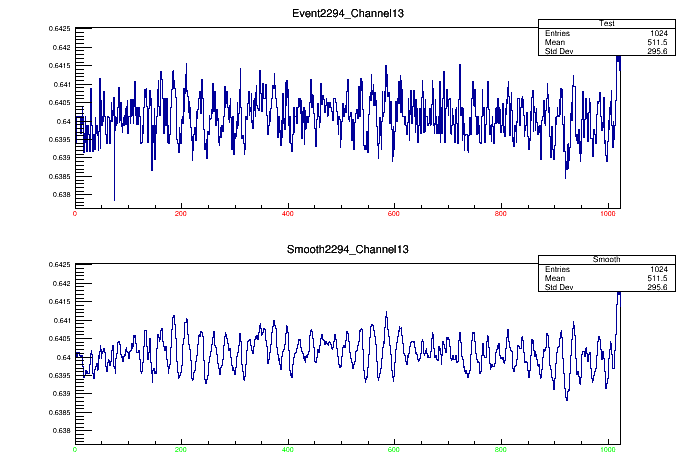 Event2294_Channel13
Test
Entries 1024
Mean 511.5
Std Dev 295.6
0.6425
0.642
0.6415
0.641
0.6405
0.64
0.6395
0.639
0.6385
0.638
0 200 400 600 800 1000
Smooth2294_Channel13
Smooth
Entries 1024
Mean 511.5
Std Dev 295.6
0.6425
0.642
0.6415
0.641
0.6405
0.64
0.6395
0.639
0.6385
0.638
0 200 400 600 800 1000